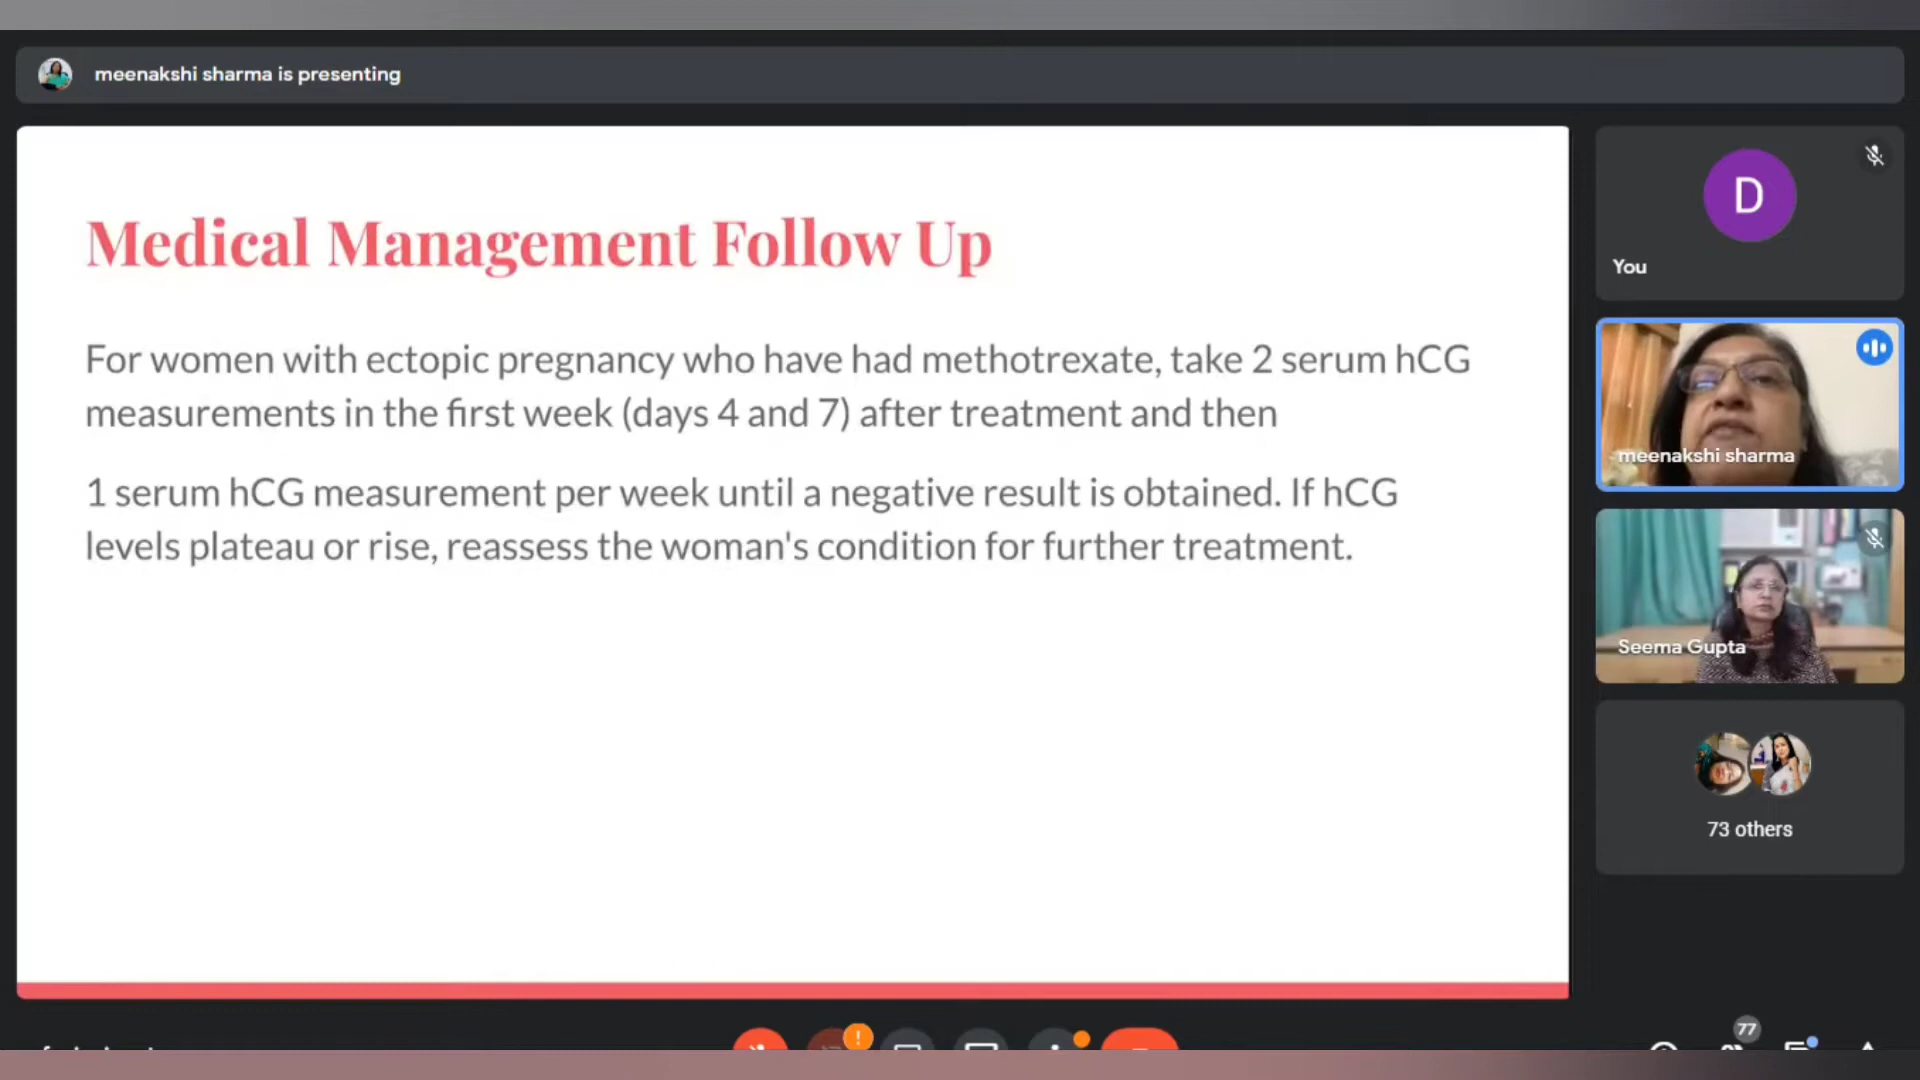 meenakshi sharma is presenting
Medical Management Follow Up
For women with ectopic pregnancy who have had methotrexate, take 2 serum hCG
measurements in the first week (days 4 and 7) after treatment and then
1 serum hCG measurement per week until a negative result is obtained. If hCG
levels plateau or rise, reassess the woman's condition for further treatment.
D
You
meenakshi sharma
Seema Gupta
73 others
77